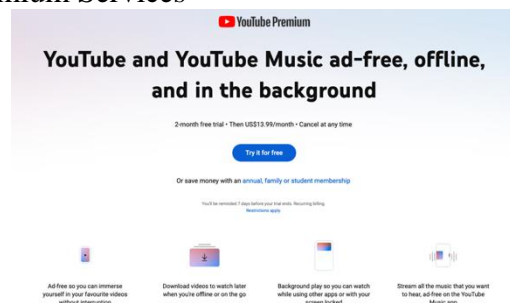 mium Services
YouTube Premium
YouTube and YouTube Music ad-free, offline,
and in the background
2-month free trial • Then US$13.99/month • Cancel at any time
Try it for free
Or save money with an annual, family or student membership
You'll be reminded 7 days before your trial ends. Recurring billing.
Restrictions apply.
Ad-free so you can immerse
yourself in your favourite videos
without interruption
Download videos to watch later
when you're offline or on the go
Background play so you can watch
while using other apps or with your
screen locked
Stream all the music that you want
to hear, ad-free on the YouTube
Music app